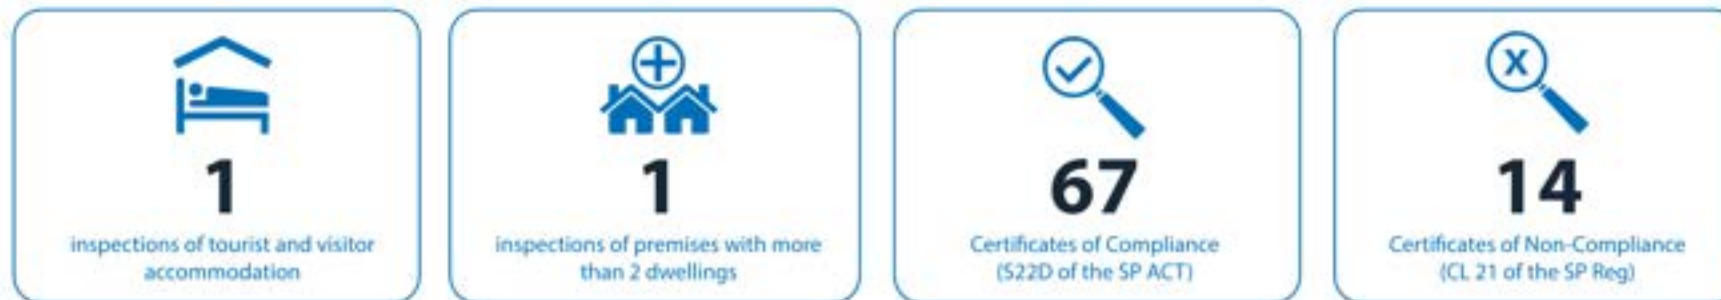 1
inspections of tourist and visitor
accommodation
1
inspections of premises with more
than 2 dwellings
67
Certificates of Compliance
(S22D of the SP ACT)
X
14
Certificates of Non-Compliance
(CL 21 of the SP Reg)